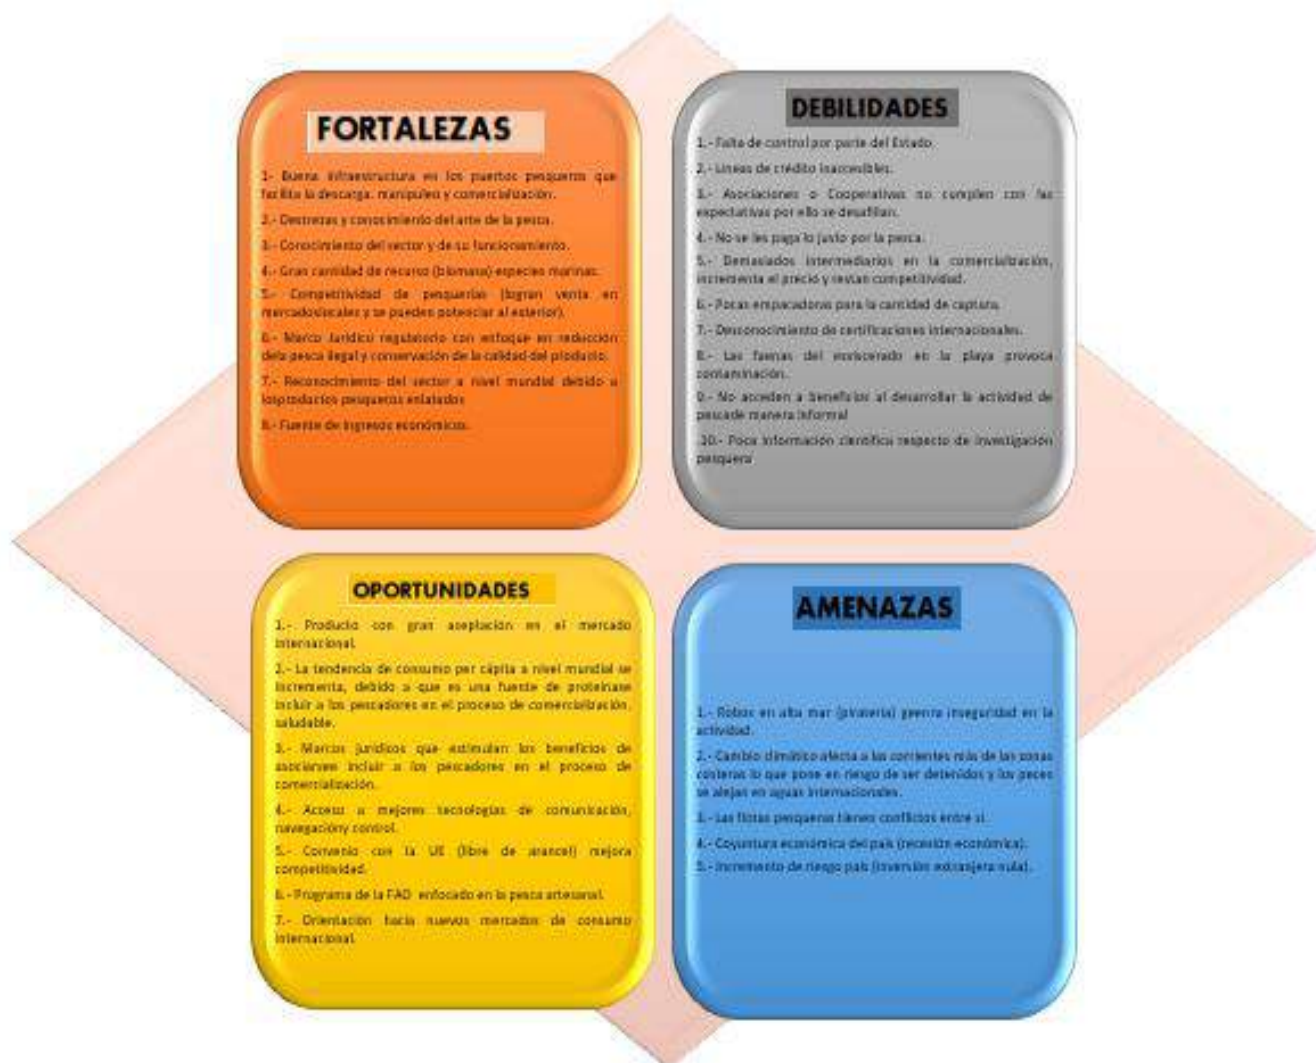 FORTALEZAS
1- Buena infraestructura en los puertos pesqueros que
facilita la descarga, manipuleo y comercialización.
2.- Destrezas y conocimiento del arte de la pesca.
3.- Conocimiento del sector y de su funcionamiento.
4.- Gran cantidad de recurso (biomasa) especies marinas.
5.- Competitividad de pesquerías (logran venta en
mercadoslocales y se pueden potenciar al exterior).
6.- Marco Jurídico regulatorio con enfoque en reducción
dela pesca ilegal y conservación de la calidad del producto.
7.- Reconocimiento del sector a nivel mundial debido a
losproductos pesqueros enlatados
8.- Fuente de ingresos económicos.
DEBILIDADES
1.- Falta de control por parte del Estado.
2.- Líneas de crédito inaccesibles.
3.- Asociaciones o Cooperativas no cumplen con las
expectativas por ello se desafilian.
4.- No se les paga lo justo por la pesca.
5.- Demasiados intermediarios en la comercialización,
incrementa el precio y restan competitividad.
6.- Pocas empacadoras para la cantidad de captura.
7.- Desconocimiento de certificaciones internacionales.
8.- Las faenas del eviscerado en la playa provoca
contaminación.
9.- No acceden a beneficios al desarrollar la actividad de
pescade manera informal
.10.- Poca información científica respecto de investigación
pesquera
OPORTUNIDADES
1.- Producto con gran aceptación en el mercado
internacional.
2.- La tendencia de consumo per cápita a nivel mundial se
incrementa, debido a que es una fuente de proteínase
incluir a los pescadores en el proceso de comercialización.
saludable.
3.- Marcos jurídicos que estimulan los beneficios de
asociarsee incluir a los pescadores en el proceso de
comercialización.
4.- Acceso a mejores tecnologías de comunicación,
navegacióny control.
5.- Convenio con la UE (libre de arancel) mejora
competitividad.
6.- Programa de la FAO enfocado en la pesca artesanal.
7.- Orientación hacia nuevos mercados de consumo
internacional.
AMENAZAS
1.- Robos en alta mar (piratería) genera inseguridad en la
actividad.
2.- Cambio climático afecta a las corrientes más de las zonas
costeras lo que pone en riesgo de ser detenidos y los peces
se alejan en aguas internacionales.
3.- Las flotas pesqueras tienen conflictos entre sí.
4.- Coyuntura económica del país (recesión económica).
5.- Incremento de riesgo país (inversión extranjera nula).